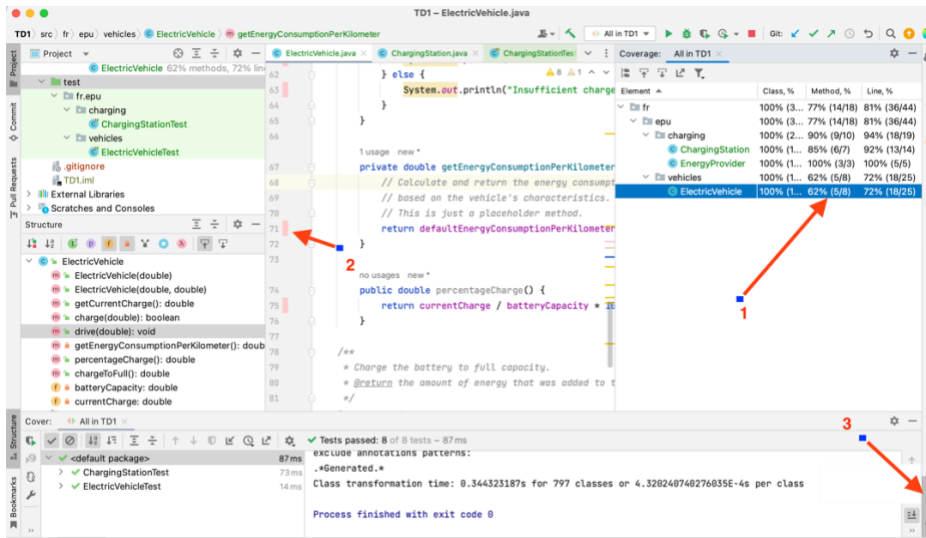 TD1 – ElectricVehicle.java
TD1 src fr epu vehicles ElectricVehicle getEnergyConsumptionPerKilometer
All in TD1
Git:
Project
ElectricVehicle 62% methods, 72% lin
test
fr.epu
charging
ChargingStationTest
vehicles
ElectricVehicleTest
.gitignore
TD1.iml
External Libraries
Scratches and Consoles
Structure
ElectricVehicle
ElectricVehicle(double)
ElectricVehicle(double, double)
getCurrentCharge(): double
charge(double): boolean
drive(double): void
getEnergyConsumptionPerKilometer(): doub
percentageCharge(): double
chargeToFull(): double
batteryCapacity: double
currentCharge: double
Project
Commit
Pull Requests
Structure
Bookmarks
ElectricVehicle.java ChargingStation.java ChargingStationTes
8 1
62 } else {
63 System.out.println("Insufficient charge
64 }
65 }
66
1 usage new *
67 private double getEnergyConsumptionPerKilometer
68 // Calculate and return the energy consumpt
69 // based on the vehicle's characteristics.
70 // This is just a placeholder method.
71 return defaultEnergyConsumptionPerKilometer
72 }
73
no usages new *
74 public double percentageCharge() {
75 return currentCharge / batteryCapacity * 10
76 }
77
78 /**
79 * Charge the battery to full capacity.
80 * @return the amount of energy that was added to t
81 */
Coverage: All in TD1
Element Class, % Method, % Line, %
fr 100% (3... 77% (14/18) 81% (36/44)
epu 100% (3... 77% (14/18) 81% (36/44)
charging 100% (2... 90% (9/10) 94% (18/19)
ChargingStation 100% (1... 85% (6/7) 92% (13/14)
EnergyProvider 100% (1... 100% (3/3) 100% (5/5)
vehicles 100% (1... 62% (5/8) 72% (18/25)
ElectricVehicle 100% (1... 62% (5/8) 72% (18/25)
2
1
3
Cover: All in TD1
Tests passed: 8 of 8 tests – 87 ms
<default package> 87 ms
ChargingStationTest 73 ms
ElectricVehicleTest 14 ms
exclude annotations patterns:
.*Generated.*
Class transformation time: 0.344323187s for 797 classes or 4.320240740276035E-4s per class
Process finished with exit code 0